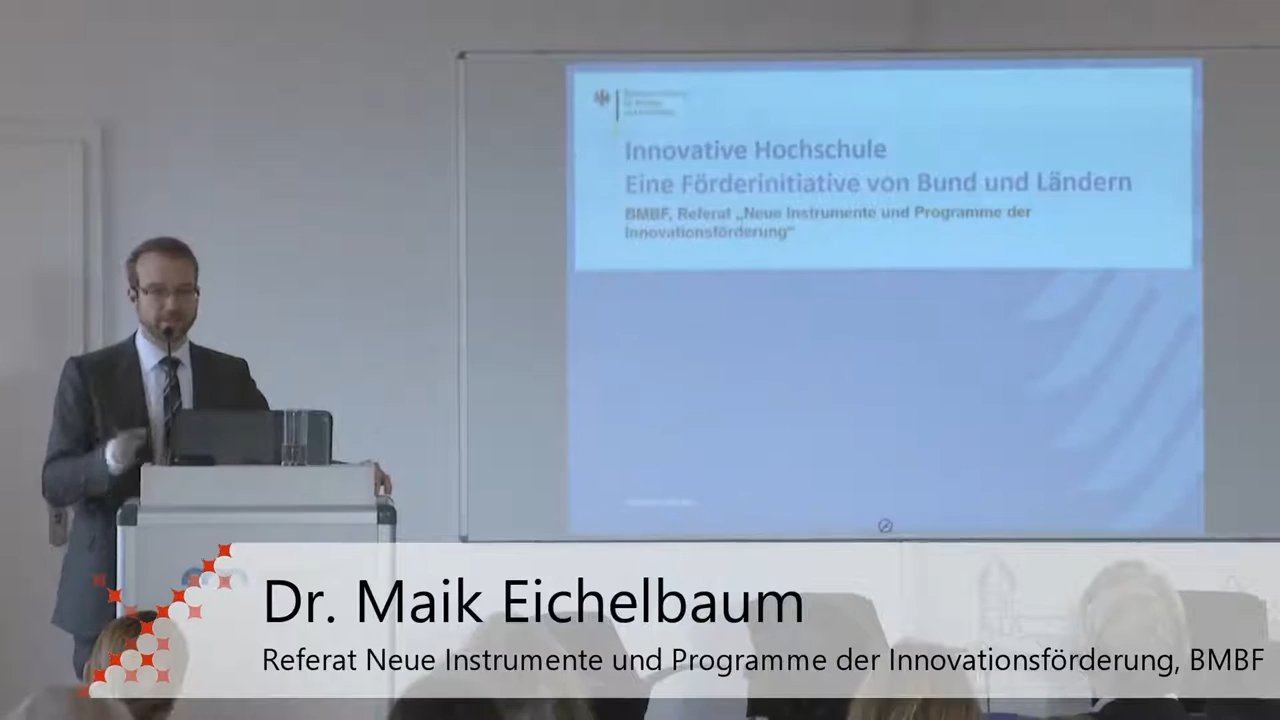 Innovative Hochschule
Eine Förderinitiative von Bund und Ländern
BMBF, Referat „Neue Instrumente und Programme der
Innovationsförderung“
Dr. Maik Eichelbaum
Referat Neue Instrumente und Programme der Innovationsförderung, BMBF